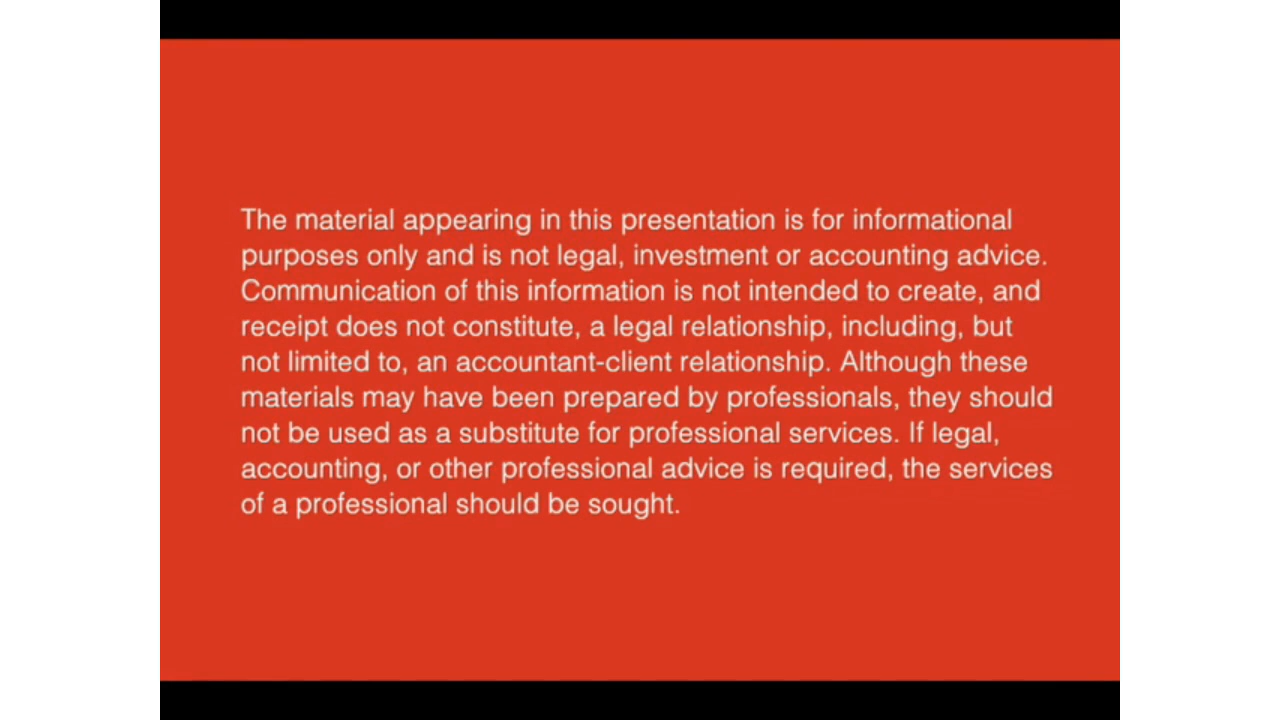 The material appearing in this presentation is for informational
purposes only and is not legal, investment or accounting advice.
Communication of this information is not intended to create, and
receipt does not constitute, a legal relationship, including, but
not limited to, an accountant-client relationship. Although these
materials may have been prepared by professionals, they should
not be used as a substitute for professional services. If legal,
accounting, or other professional advice is required, the services
of a professional should be sought.